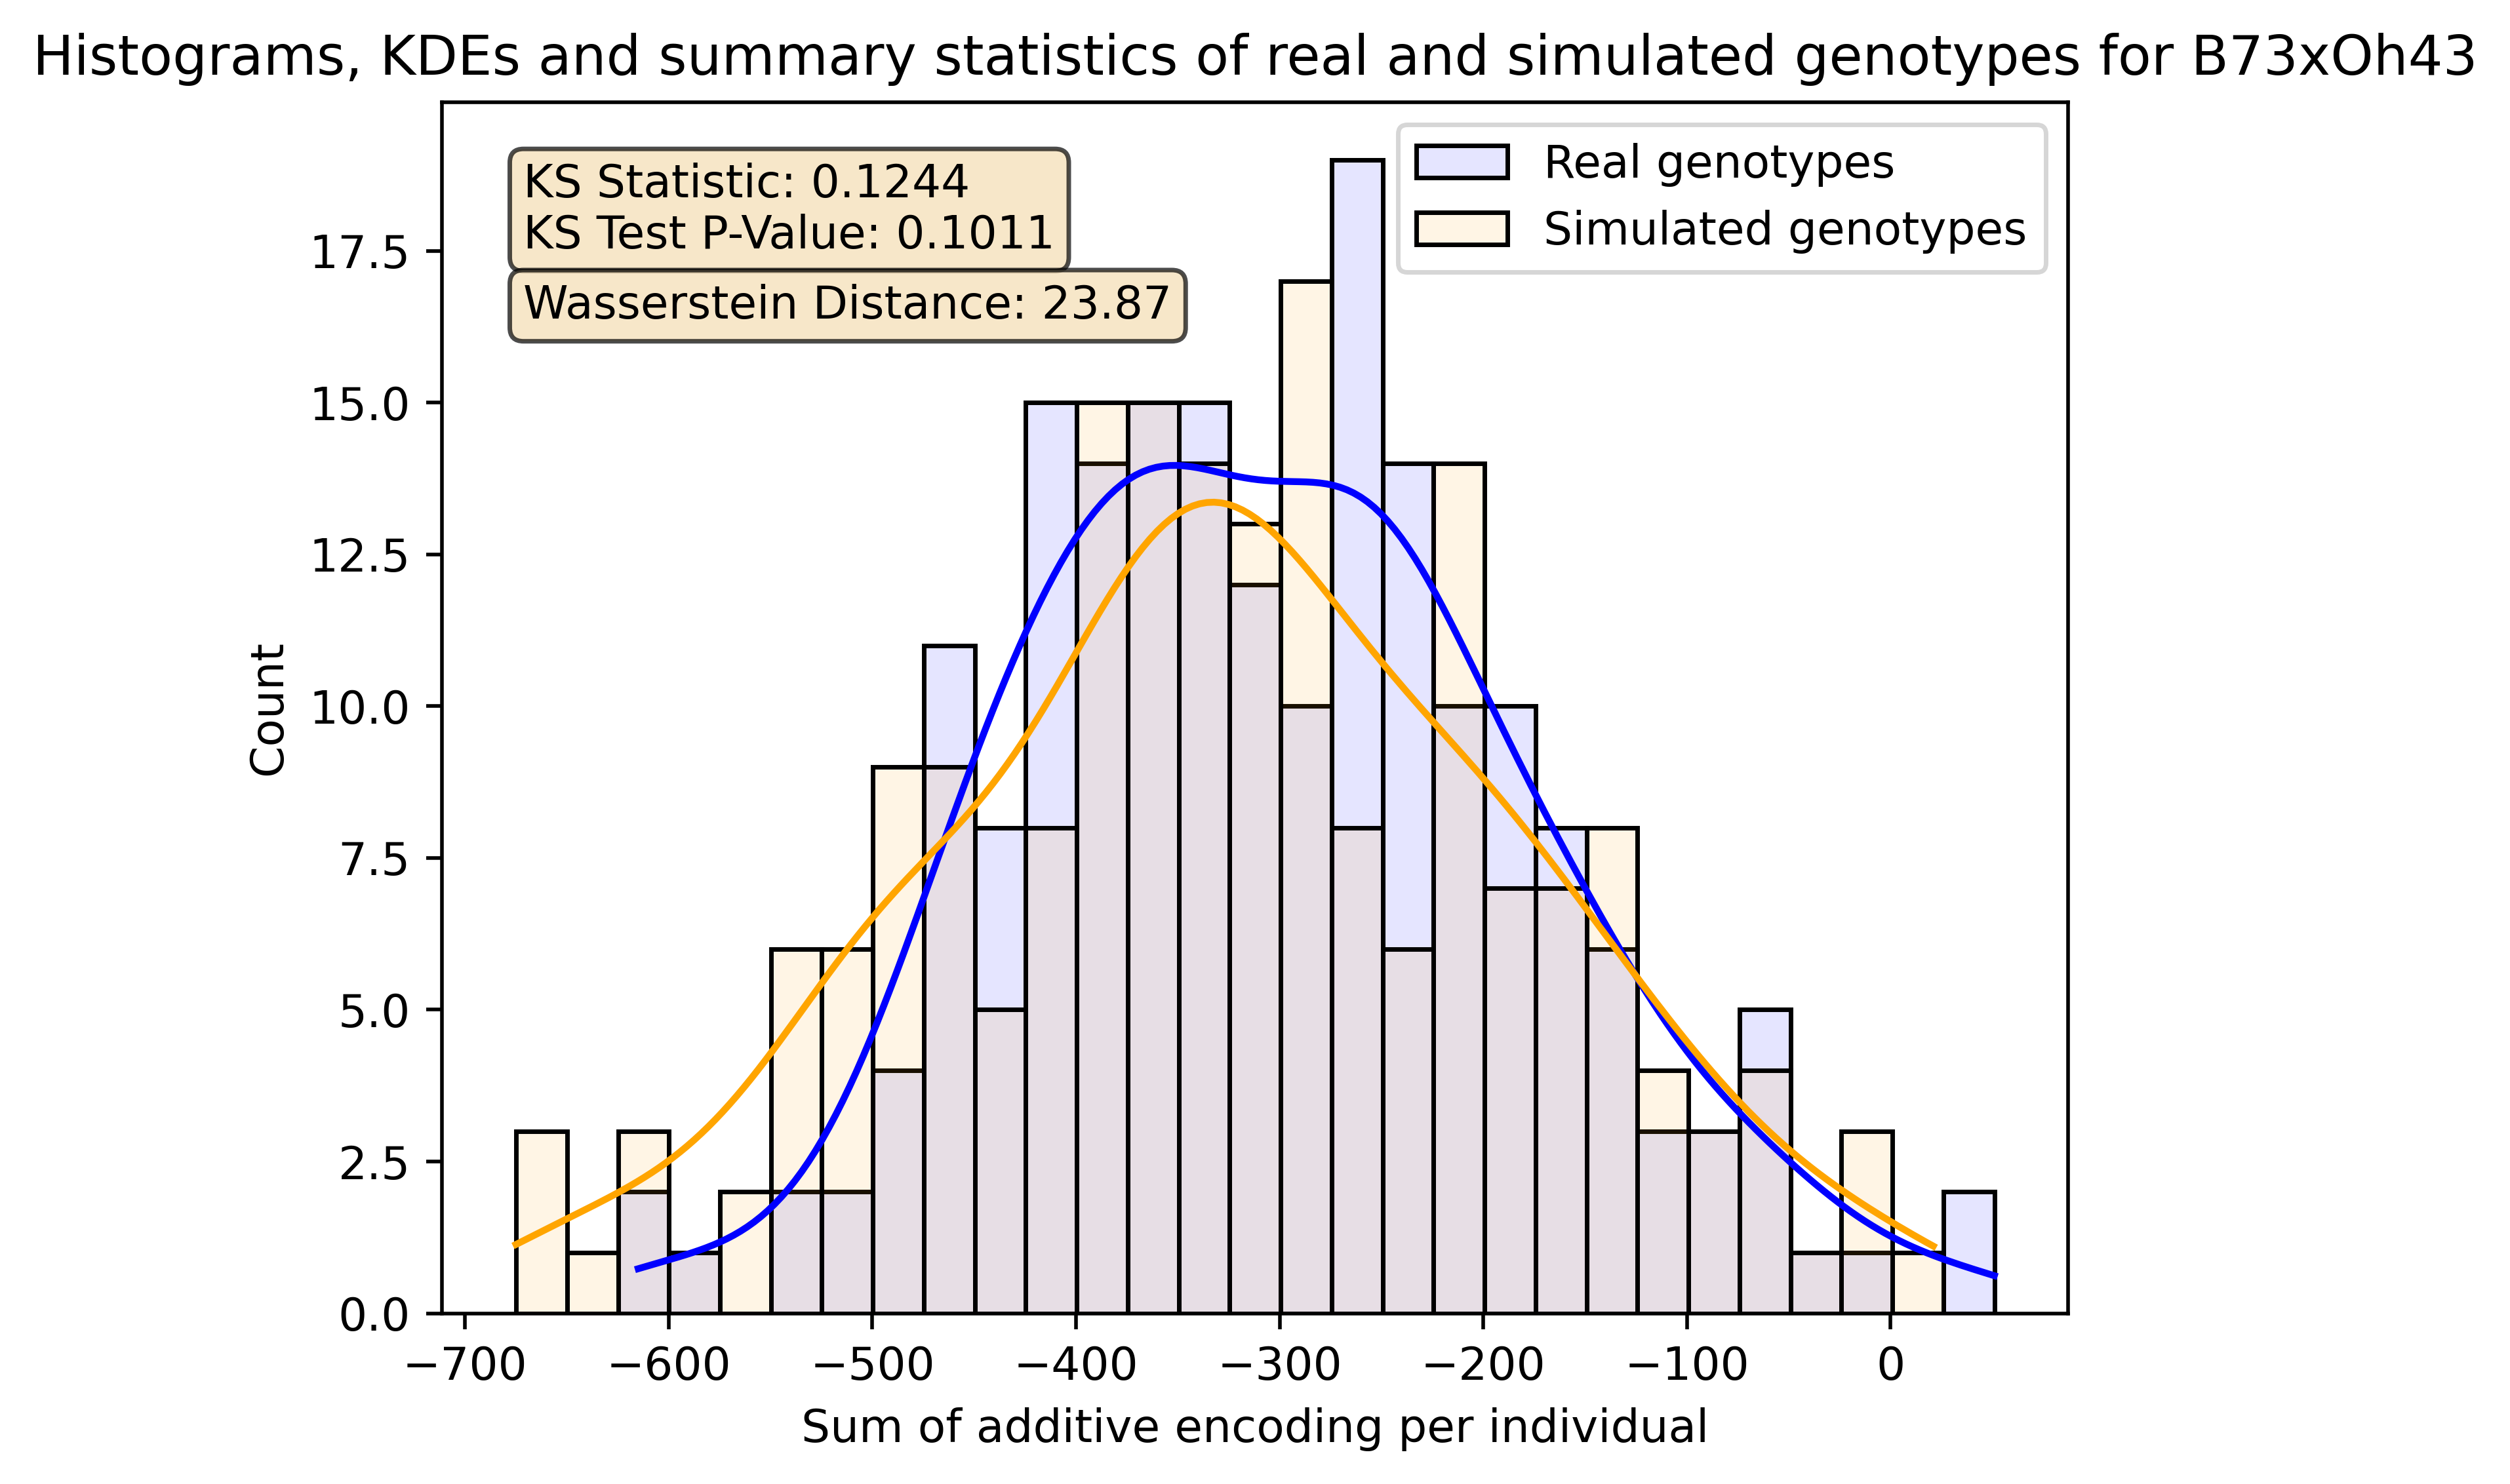 Histograms, KDEs and summary statistics of real and simulated genotypes for B73xOh43
KS Statistic: 0.1244
KS Test P-Value: 0.1011
Wasserstein Distance: 23.87
Real genotypes
Simulated genotypes
Count
17.5
15.0
12.5
10.0
7.5
5.0
2.5
0.0
−700 −600 −500 −400 −300 −200 −100 0
Sum of additive encoding per individual